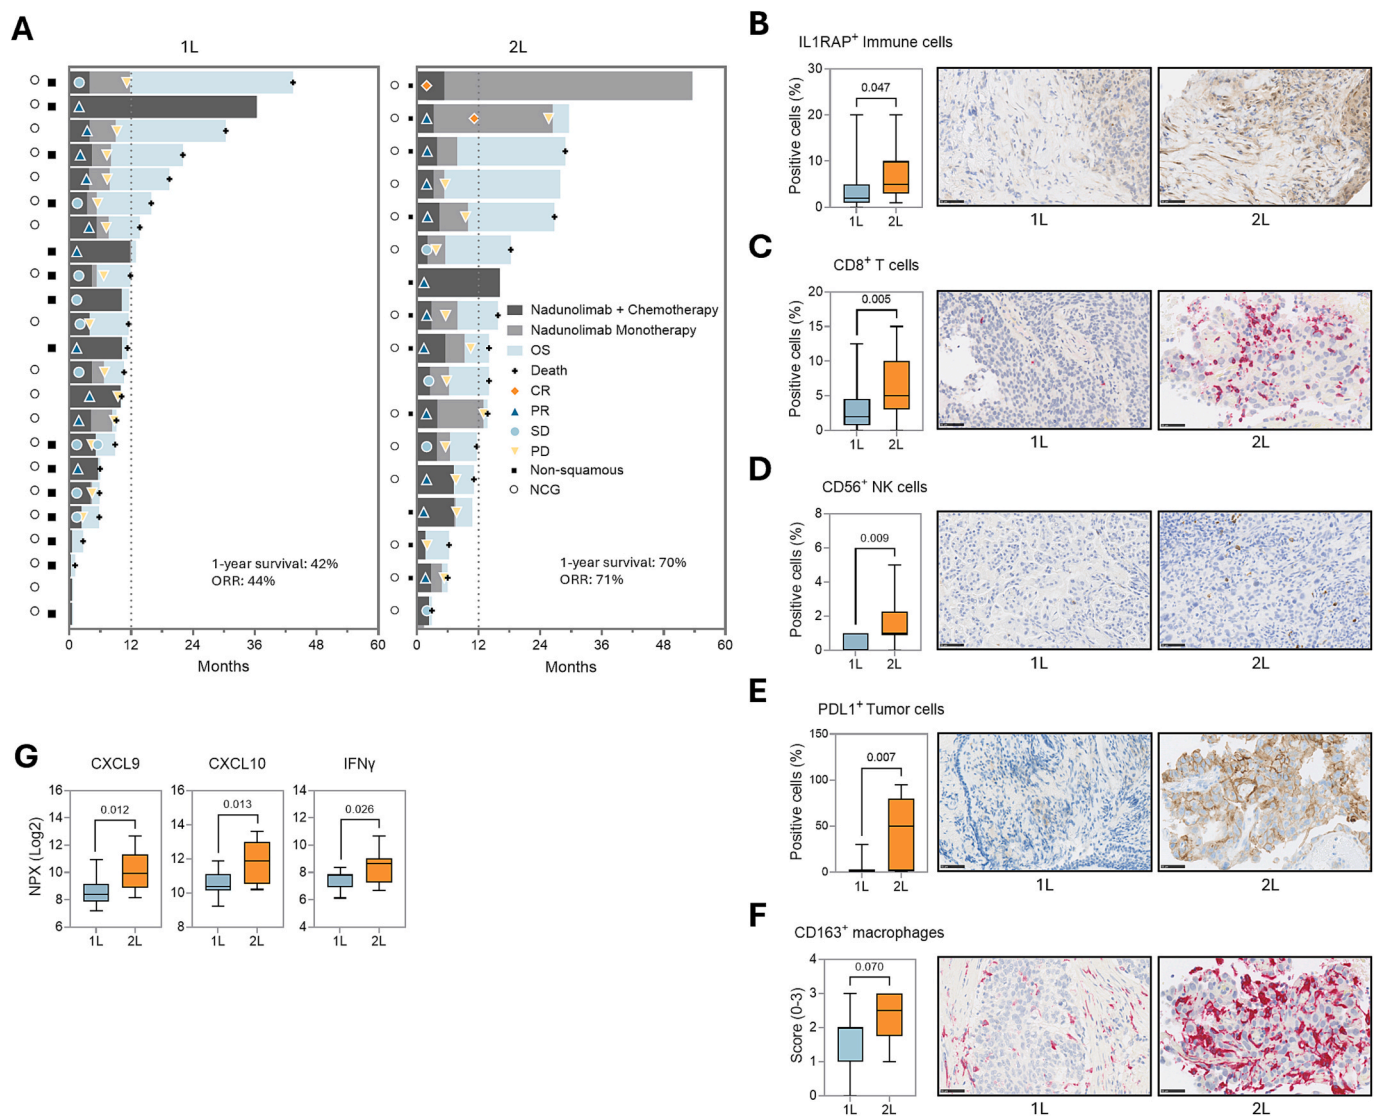 A
1L
2L
Nadunolimab + Chemotherapy
Nadunolimab Monotherapy
OS
Death
CR
PR
SD
PD
Non-squamous
NCG
1-year survival: 42%
ORR: 44%
1-year survival: 70%
ORR: 71%
0 12 24 36 48 60
0 12 24 36 48 60
Months
Months
B
IL1RAP+ Immune cells
Positive cells (%)
30
20
10
0
0.047
1L 2L
1L
2L
C
CD8+ T cells
Positive cells (%)
20
15
10
5
0
0.005
1L 2L
1L
2L
D
CD56+ NK cells
Positive cells (%)
8
6
4
2
0
0.009
1L 2L
1L
2L
E
PDL1+ Tumor cells
Positive cells (%)
150
100
50
0
0.007
1L 2L
1L
2L
F
CD163+ macrophages
Score (0-3)
4
3
2
1
0
0.070
1L 2L
1L
2L
G
CXCL9
NPX (Log2)
16
14
12
10
8
6
0.012
1L 2L
CXCL10
16
14
12
10
8
0.013
1L 2L
IFNγ
14
12
10
8
6
4
0.026
1L 2L